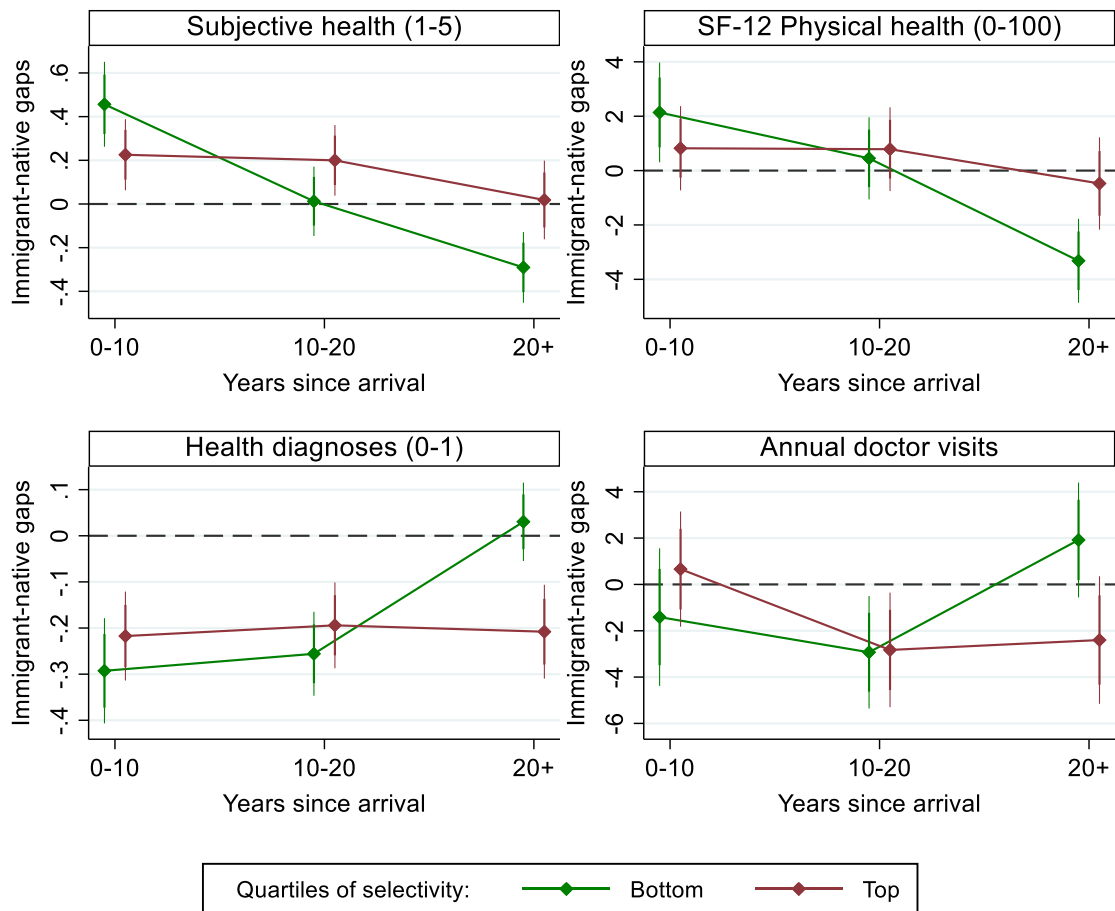 Subjective health (1-5)
Immigrant-native gaps
.6
.4
.2
0
-.2
-.4
0-10
10-20
20+
Years since arrival
SF-12 Physical health (0-100)
Immigrant-native gaps
4
2
0
-2
-4
0-10
10-20
20+
Years since arrival
Health diagnoses (0-1)
Immigrant-native gaps
.1
0
-.1
-.2
-.3
-.4
0-10
10-20
20+
Years since arrival
Annual doctor visits
Immigrant-native gaps
4
2
0
-2
-4
-6
0-10
10-20
20+
Years since arrival
Quartiles of selectivity: Bottom Top